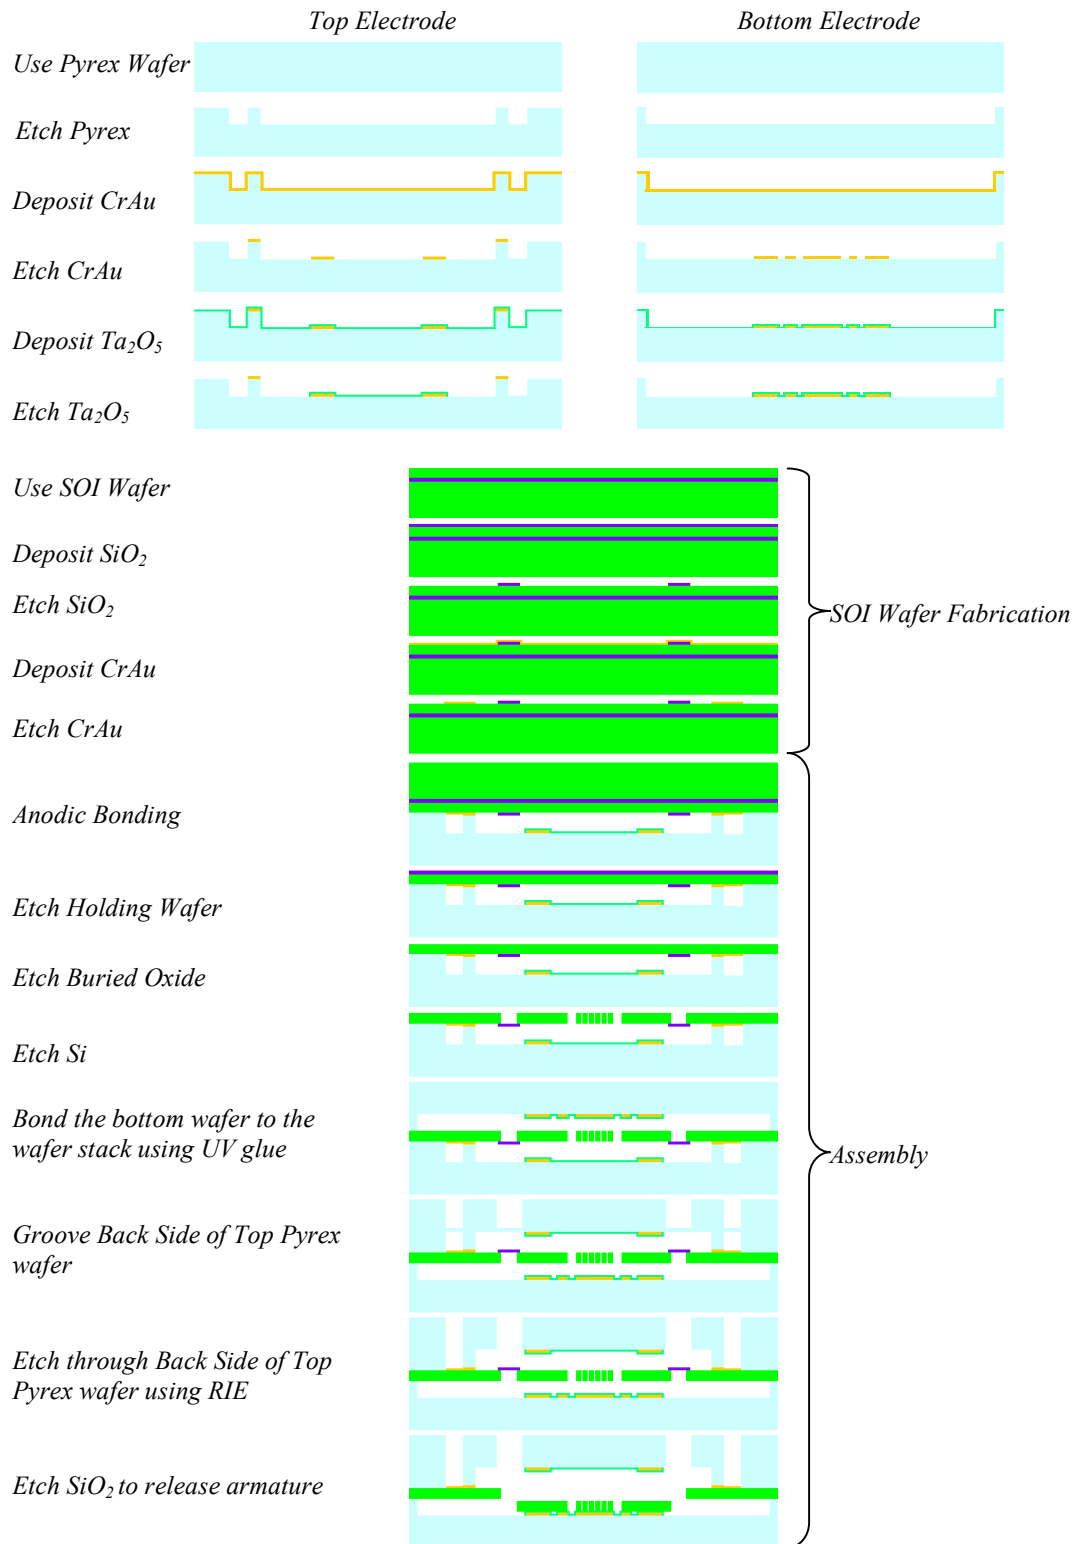 Top Electrode
Bottom Electrode
Use Pyrex Wafer
Etch Pyrex
Deposit CrAu
Etch CrAu
Deposit Ta₂O₅
Etch Ta₂O₅
Use SOI Wafer
Deposit SiO₂
Etch SiO₂
SOI Wafer Fabrication
Deposit CrAu
Etch CrAu
Anodic Bonding
Etch Holding Wafer
Etch Buried Oxide
Etch Si
Bond the bottom wafer to the
wafer stack using UV glue
Assembly
Groove Back Side of Top Pyrex
wafer
Etch through Back Side of Top
Pyrex wafer using RIE
Etch SiO₂ to release armature